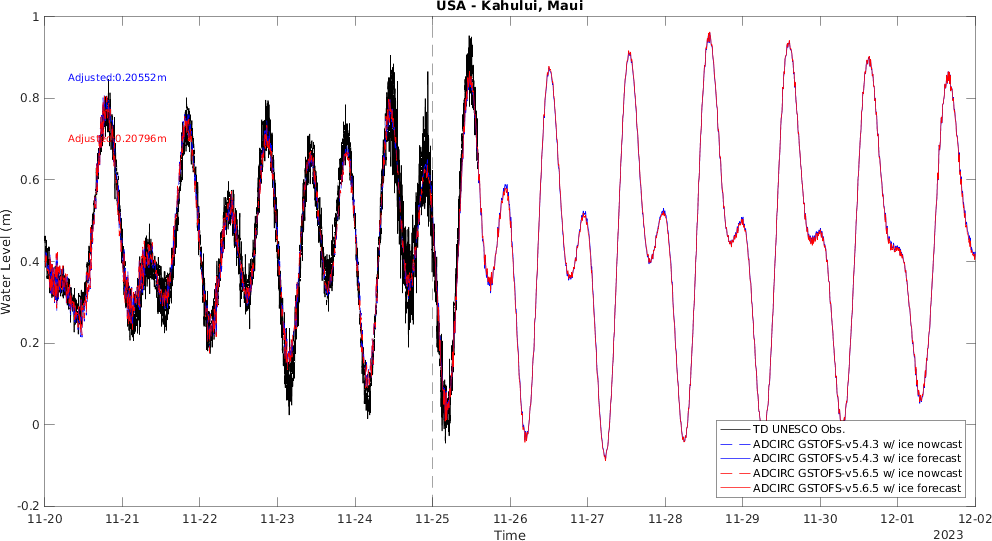 USA - Kahului, Maui
1
0.8
0.6
0.4
0.2
0
-0.2
Water Level (m)
Adjusted:0.20552m
Adjusted:0.20796m
TD UNESCO Obs.
ADCIRC GSTOFS-v5.4.3 w/ ice nowcast
ADCIRC GSTOFS-v5.4.3 w/ ice forecast
ADCIRC GSTOFS-v5.6.5 w/ ice nowcast
ADCIRC GSTOFS-v5.6.5 w/ ice forecast
11-20 11-21 11-22 11-23 11-24 11-25 11-26 11-27 11-28 11-29 11-30 12-01 12-02
Time
2023